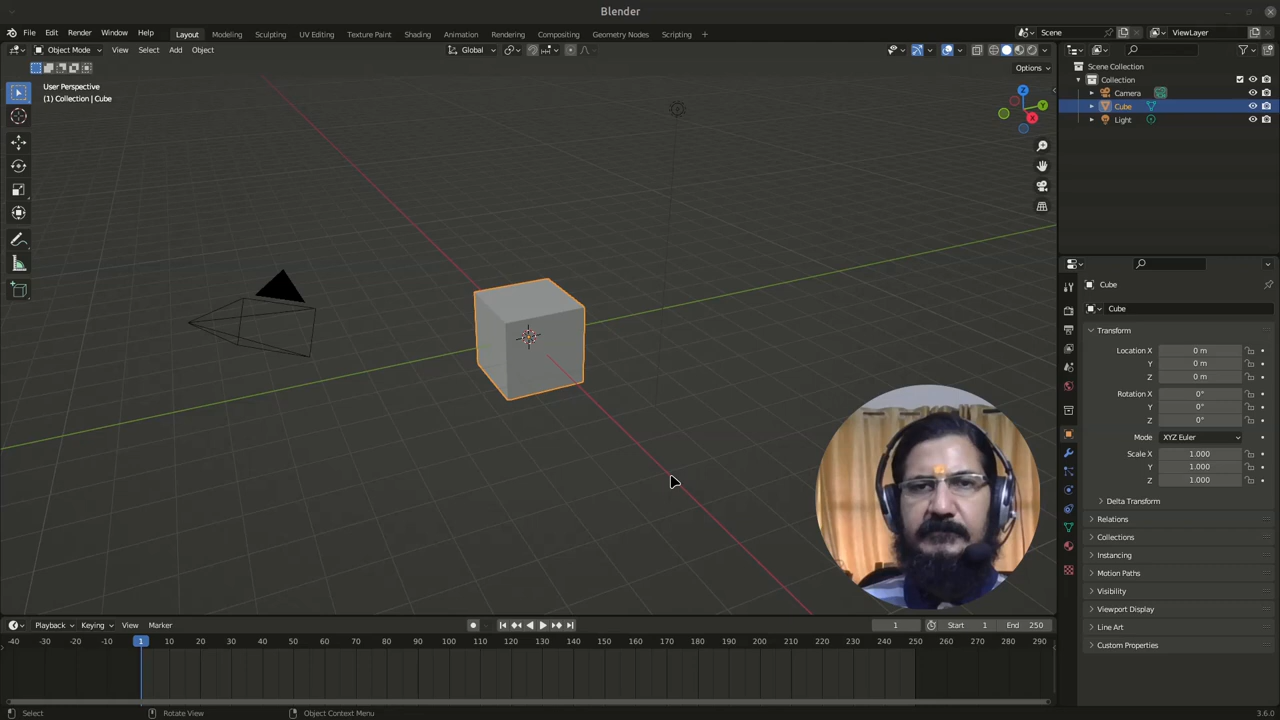 Blender
File Edit Render Window Help Layout Modeling Sculpting UV Editing Texture Paint Shading Animation Rendering Compositing Geometry Nodes Scripting + Scene ViewLayer
Object Mode View Select Add Object Global
Options
User Perspective
(1) Collection | Cube
Z
Y
X
Scene Collection
Collection
Camera
Cube
Light
Cube
Cube
Transform
Location X 0 m
Y 0 m
Z 0 m
Rotation X 0°
Y 0°
Z 0°
Mode XYZ Euler
Scale X 1.000
Y 1.000
Z 1.000
Delta Transform
Relations
Collections
Instancing
Motion Paths
Visibility
Viewport Display
Line Art
Custom Properties
Playback Keying View Marker 1 Start 1 End 250
-40 -30 -20 -10 1 10 20 30 40 50 60 70 80 90 100 110 120 130 140 150 160 170 180 190 200 210 220 230 240 250 260 270 280 290
Select Rotate View Object Context Menu 3.6.0